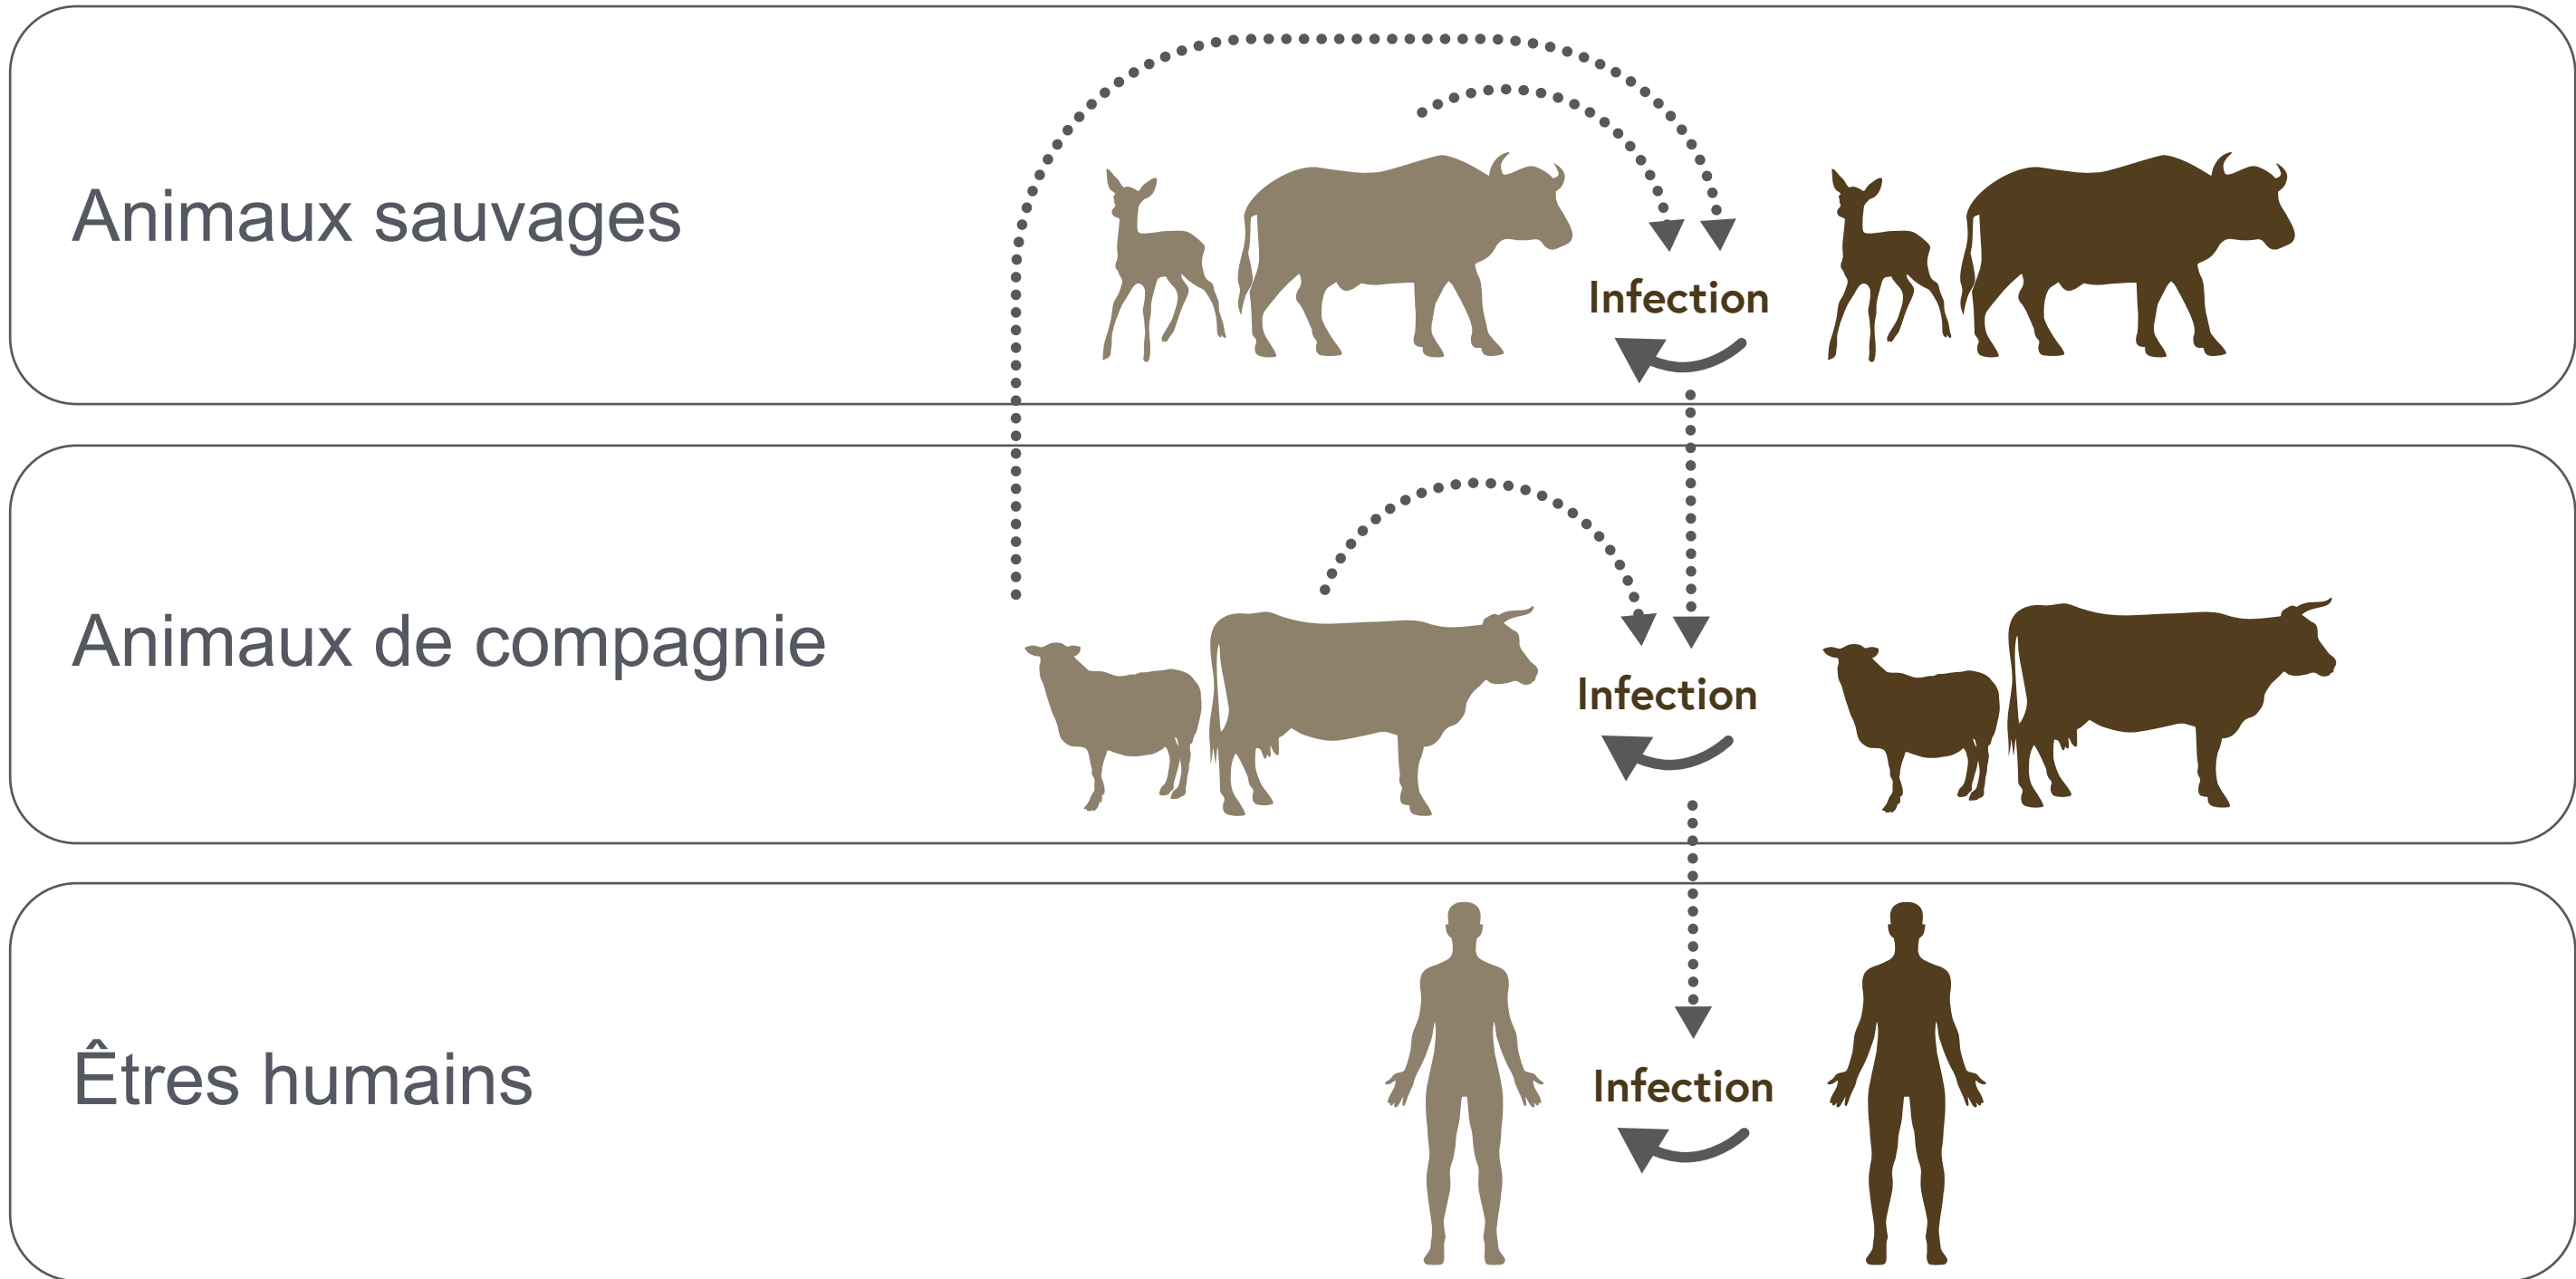 Animaux sauvages
Infection
Animaux de compagnie
Infection
Êtres humains
Infection